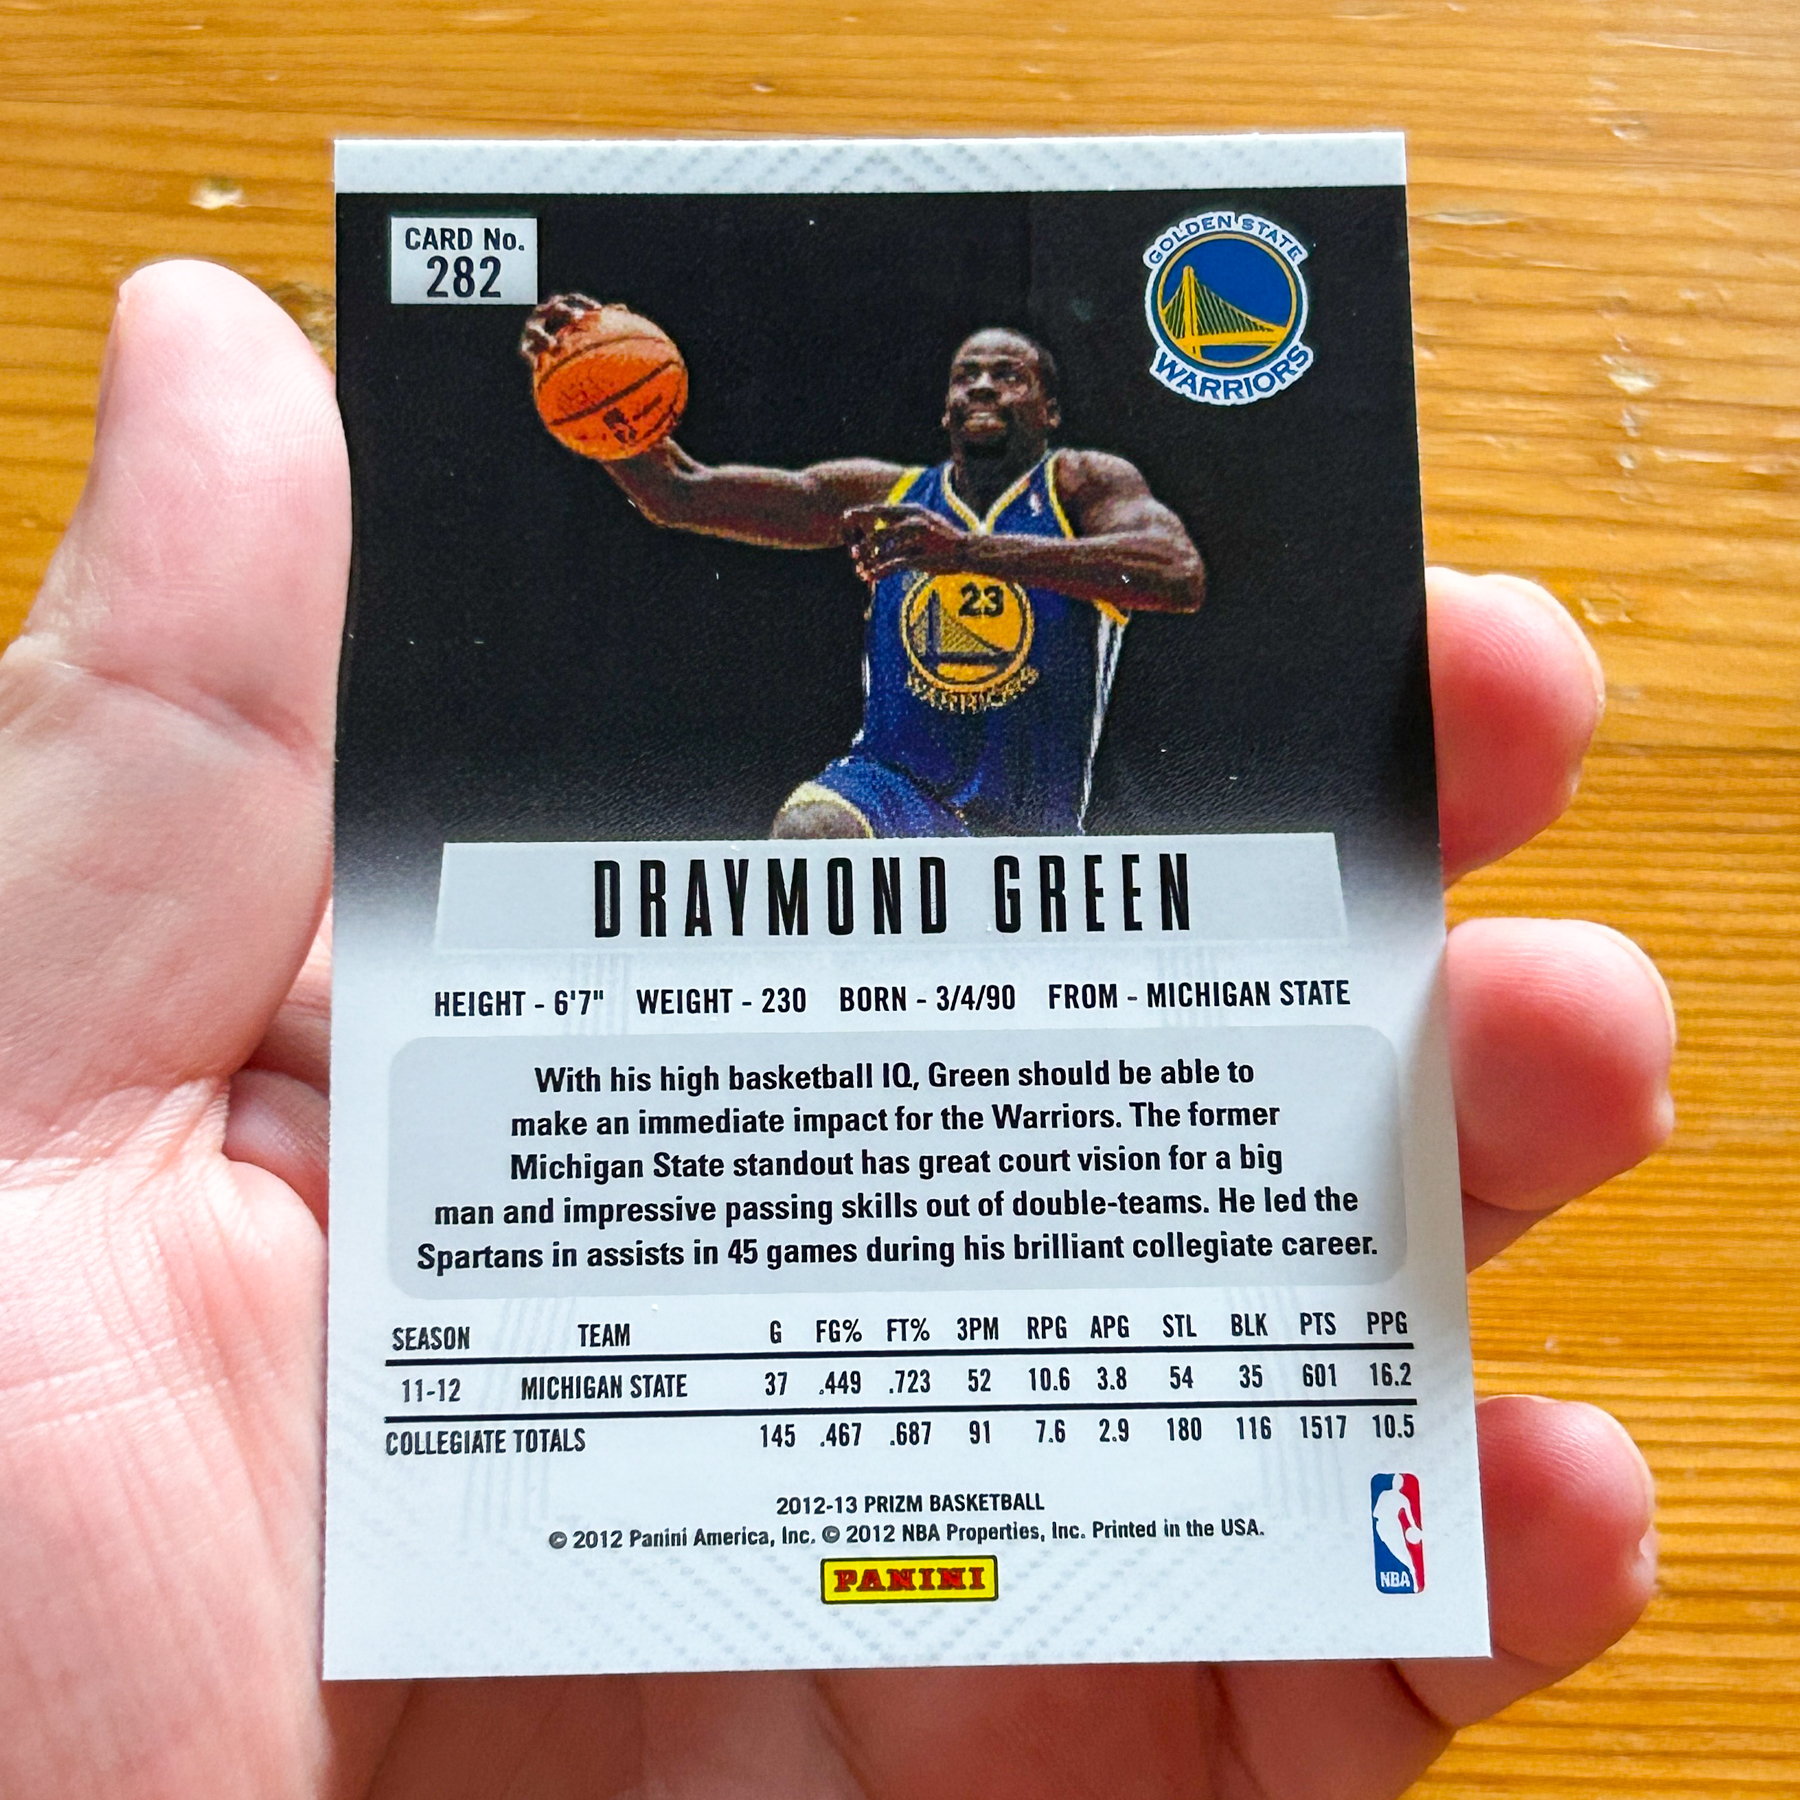 CARD No.
282
GOLDEN STATE
WARRIORS
23
WARRIORS
DRAYMOND GREEN
HEIGHT - 6'7" WEIGHT - 230 BORN - 3/4/90 FROM - MICHIGAN STATE
With his high basketball IQ, Green should be able to
make an immediate impact for the Warriors. The former
Michigan State standout has great court vision for a big
man and impressive passing skills out of double-teams. He led the
Spartans in assists in 45 games during his brilliant collegiate career.
SEASON TEAM G FG% FT% 3PM RPG APG STL BLK PTS PPG
11-12 MICHIGAN STATE 37 .449 .723 52 10.6 3.8 54 35 601 16.2
COLLEGIATE TOTALS 145 .467 .687 91 7.6 2.9 180 116 1517 10.5
2012-13 PRIZM BASKETBALL
© 2012 Panini America, Inc. © 2012 NBA Properties, Inc. Printed in the USA.
PANINI
NBA